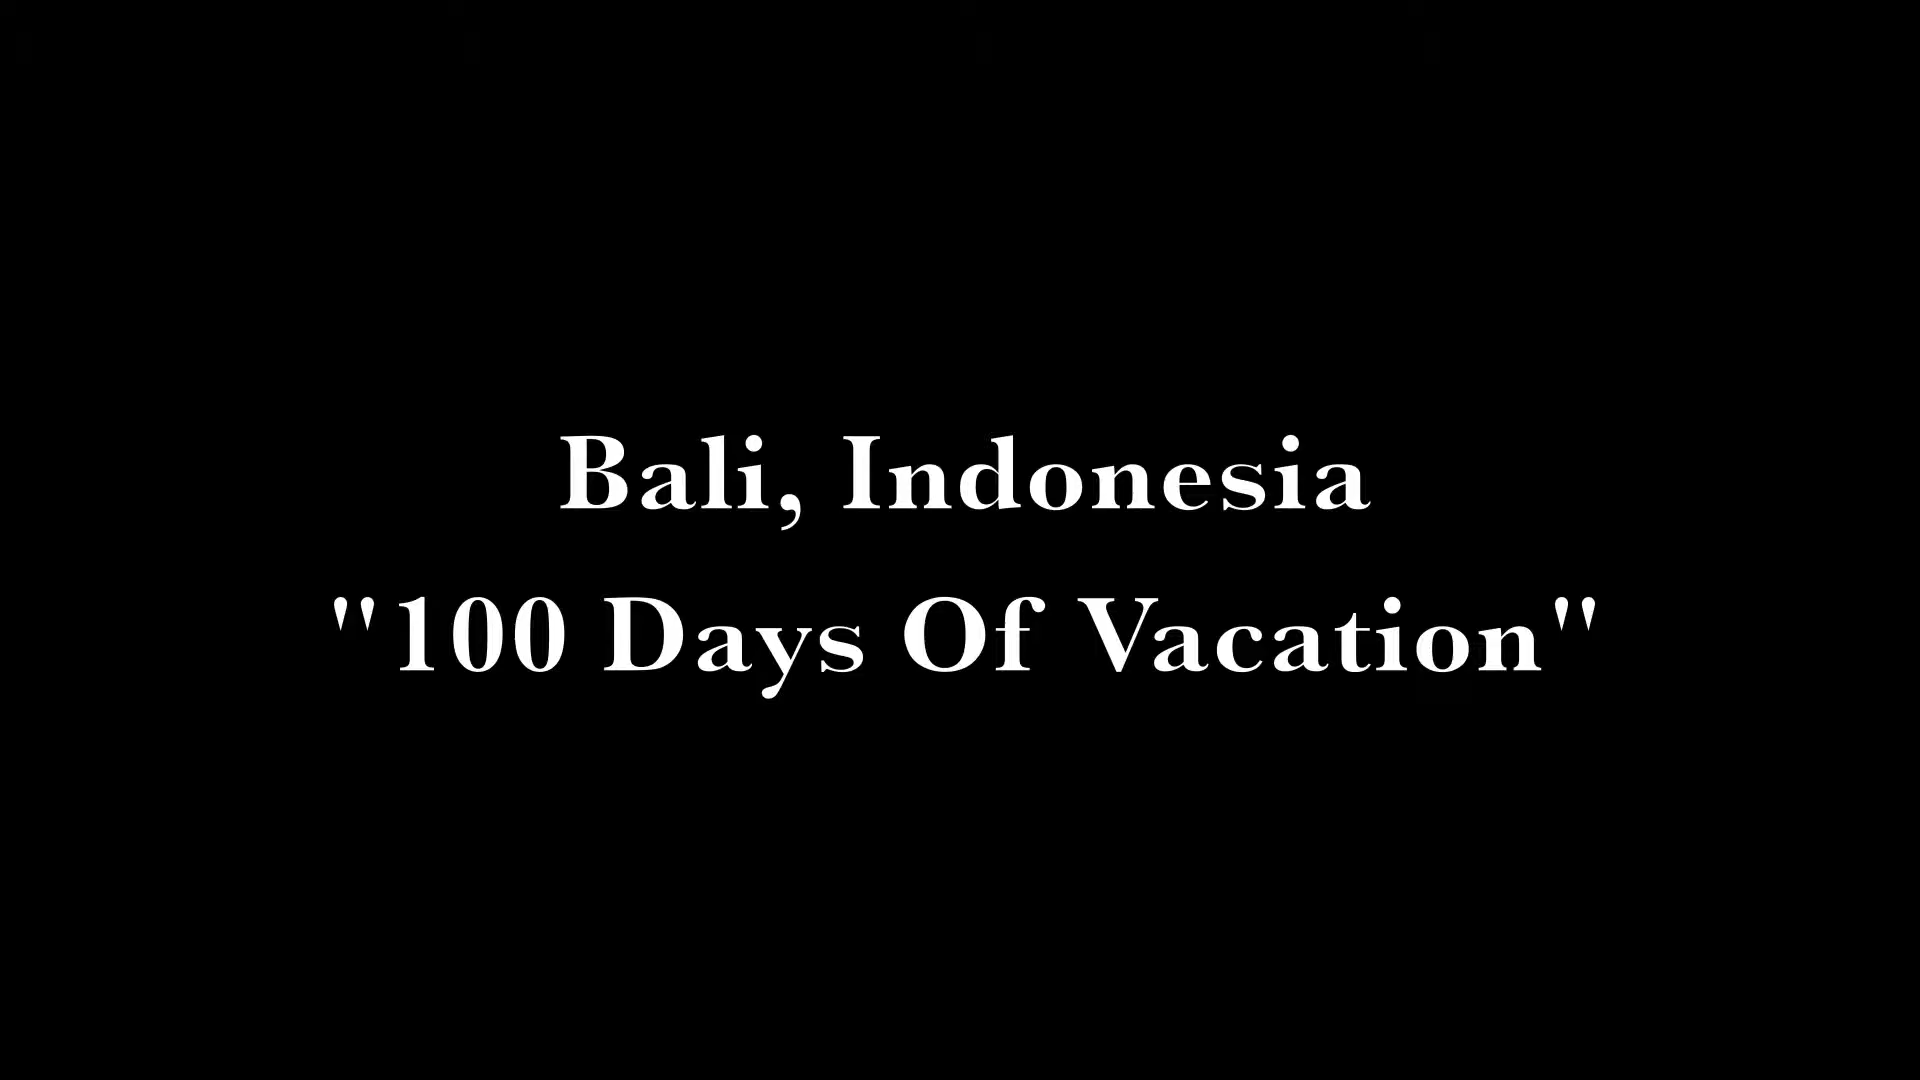 Bali, Indonesia
"100 Days Of Vacation"